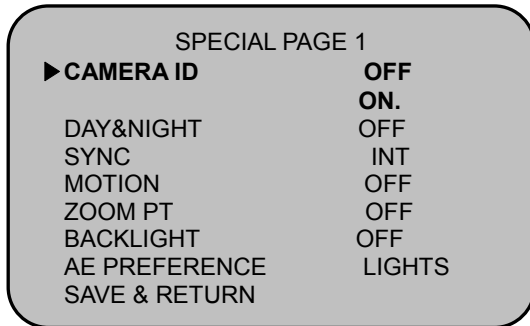 SPECIAL PAGE 1
▶CAMERA ID OFF
ON.
DAY&NIGHT OFF
SYNC INT
MOTION OFF
ZOOM PT OFF
BACKLIGHT OFF
AE PREFERENCE LIGHTS
SAVE & RETURN